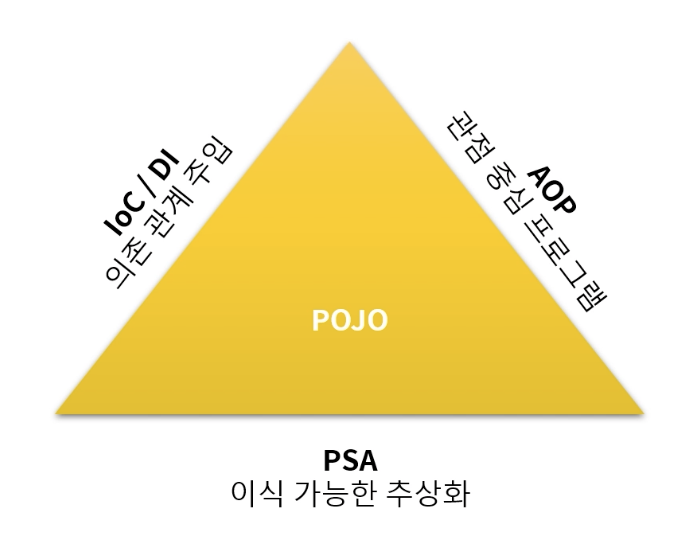 IoC / DI
의존 관계 주입
AOP
관점 중심 프로그램
POJO
PSA
이식 가능한 추상화